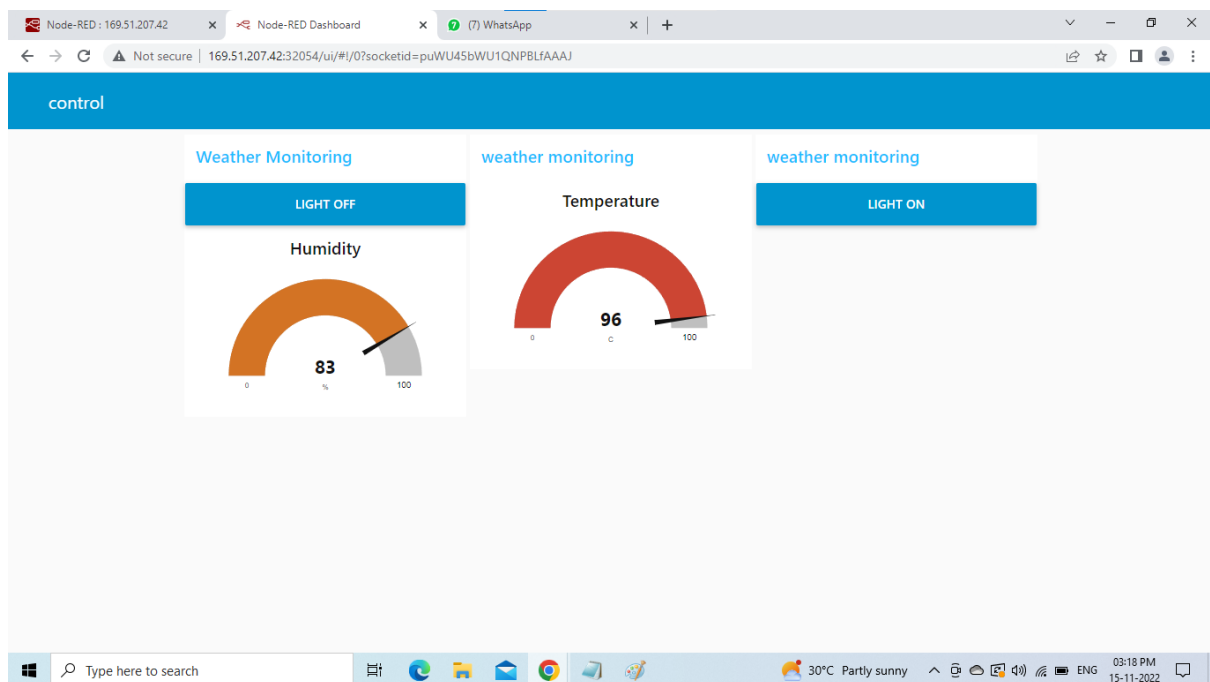 Node-RED : 169.51.207.42
Node-RED Dashboard
(7) WhatsApp
Not secure | 169.51.207.42:32054/ui/#!/0?socketid=puWU45bWU1QNPBLfAAAJ
control
Weather Monitoring
LIGHT OFF
Humidity
83
%
0
100
weather monitoring
Temperature
96
C
0
100
weather monitoring
LIGHT ON
Type here to search
30°C Partly sunny
ENG
03:18 PM
15-11-2022